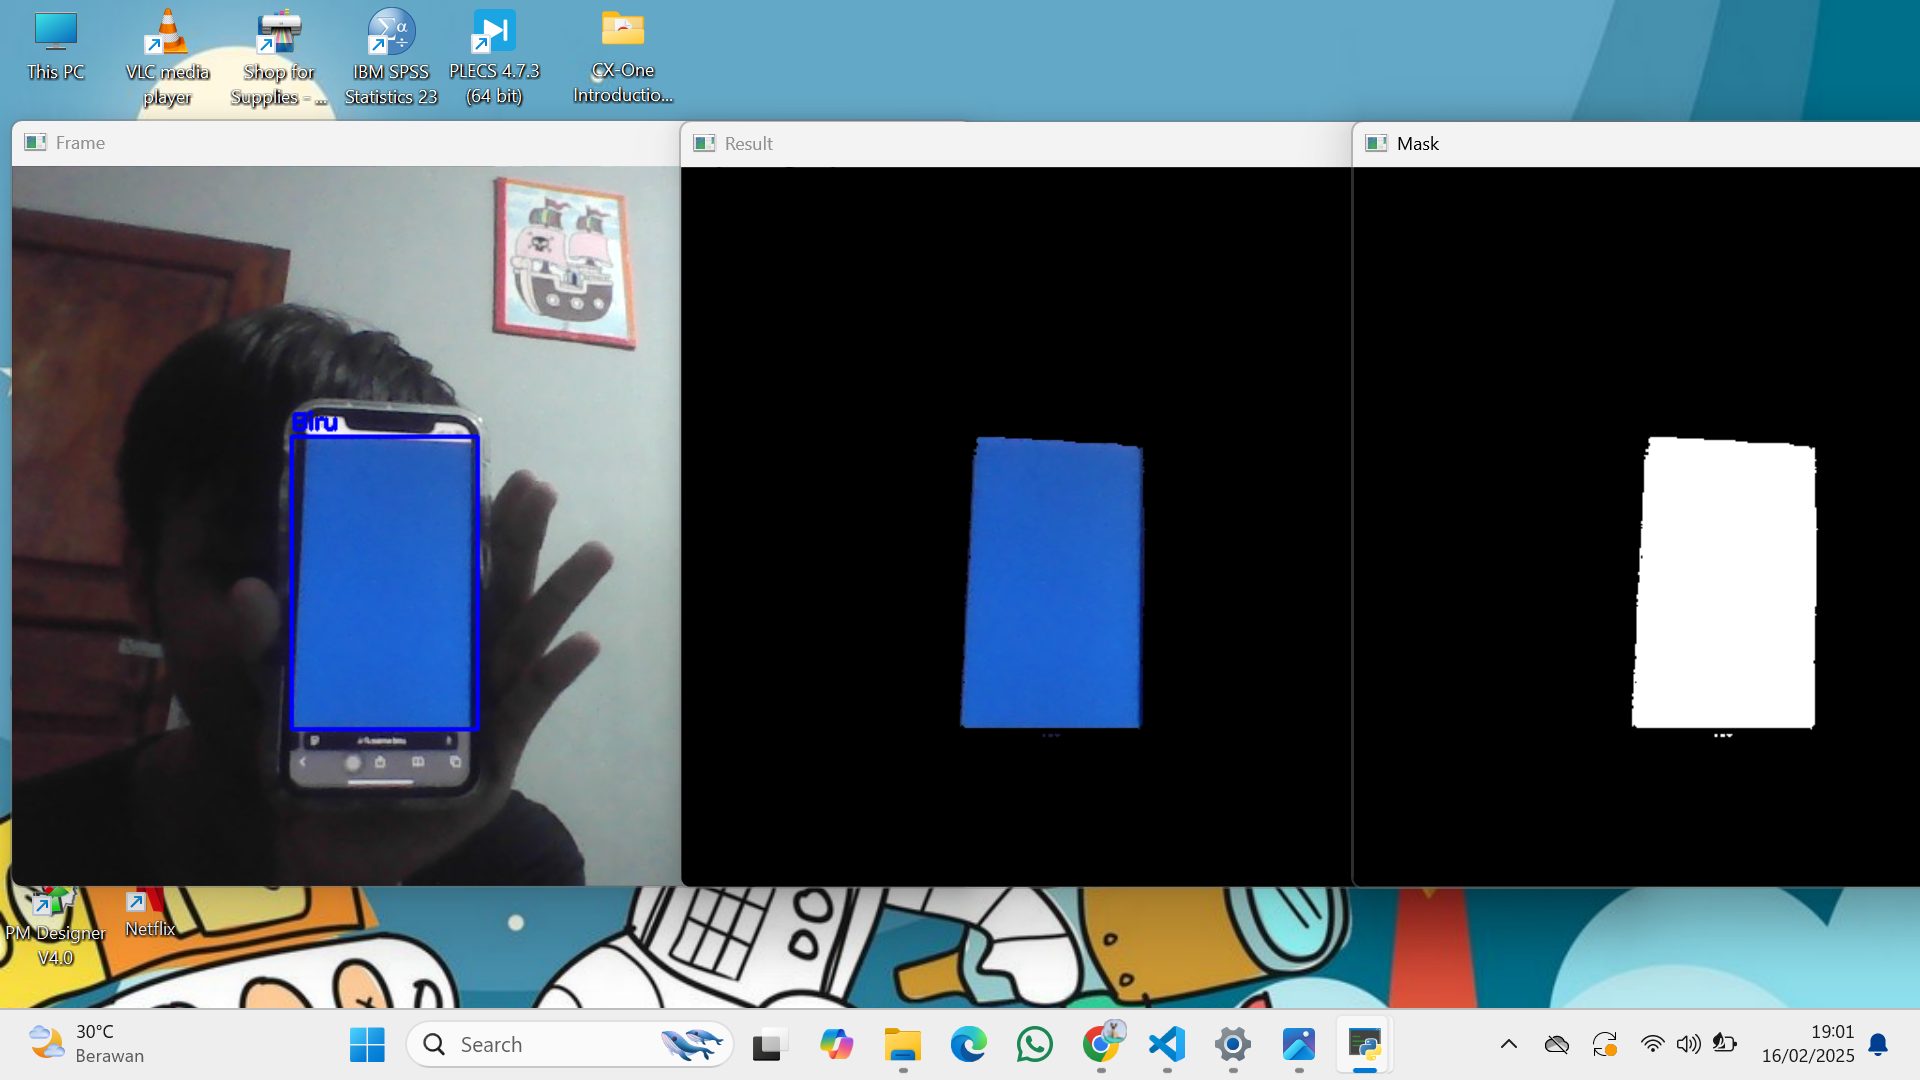 This PC
VLC media
player
Shop for
Supplies - ...
IBM SPSS
Statistics 23
PLECS 4.7.3
(64 bit)
CX-One
Introductio...
Frame
Result
Mask
Biru
PM Designer
V4.0
Netflix
30°C
Berawan
Search
19:01
16/02/2025